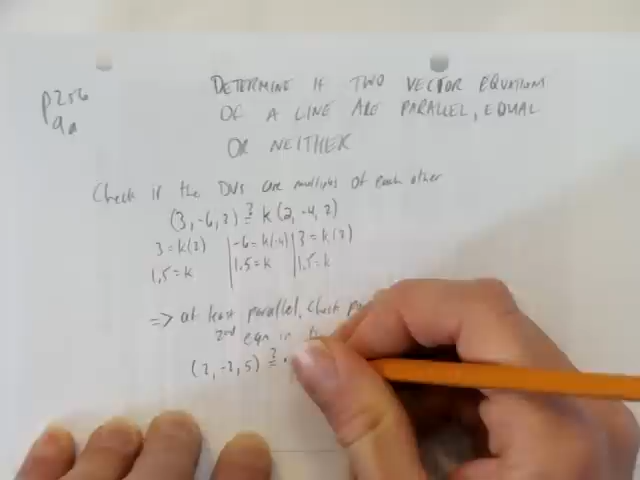 p256
9a
DETERMINE IF TWO VECTOR EQUATIONS
OF A LINE ARE PARALLEL, EQUAL
OR NEITHER
Check if the DVs are multiples of each other
(3, -6, 3) ?= k(2, -4, 2)
3 = k(2) | -6 = k(-4) | 3 = k(2)
1.5 = k | 1.5 = k | 1.5 = k
=> at least parallel. Check
2nd eqn in
(2, -2, 5) ?=